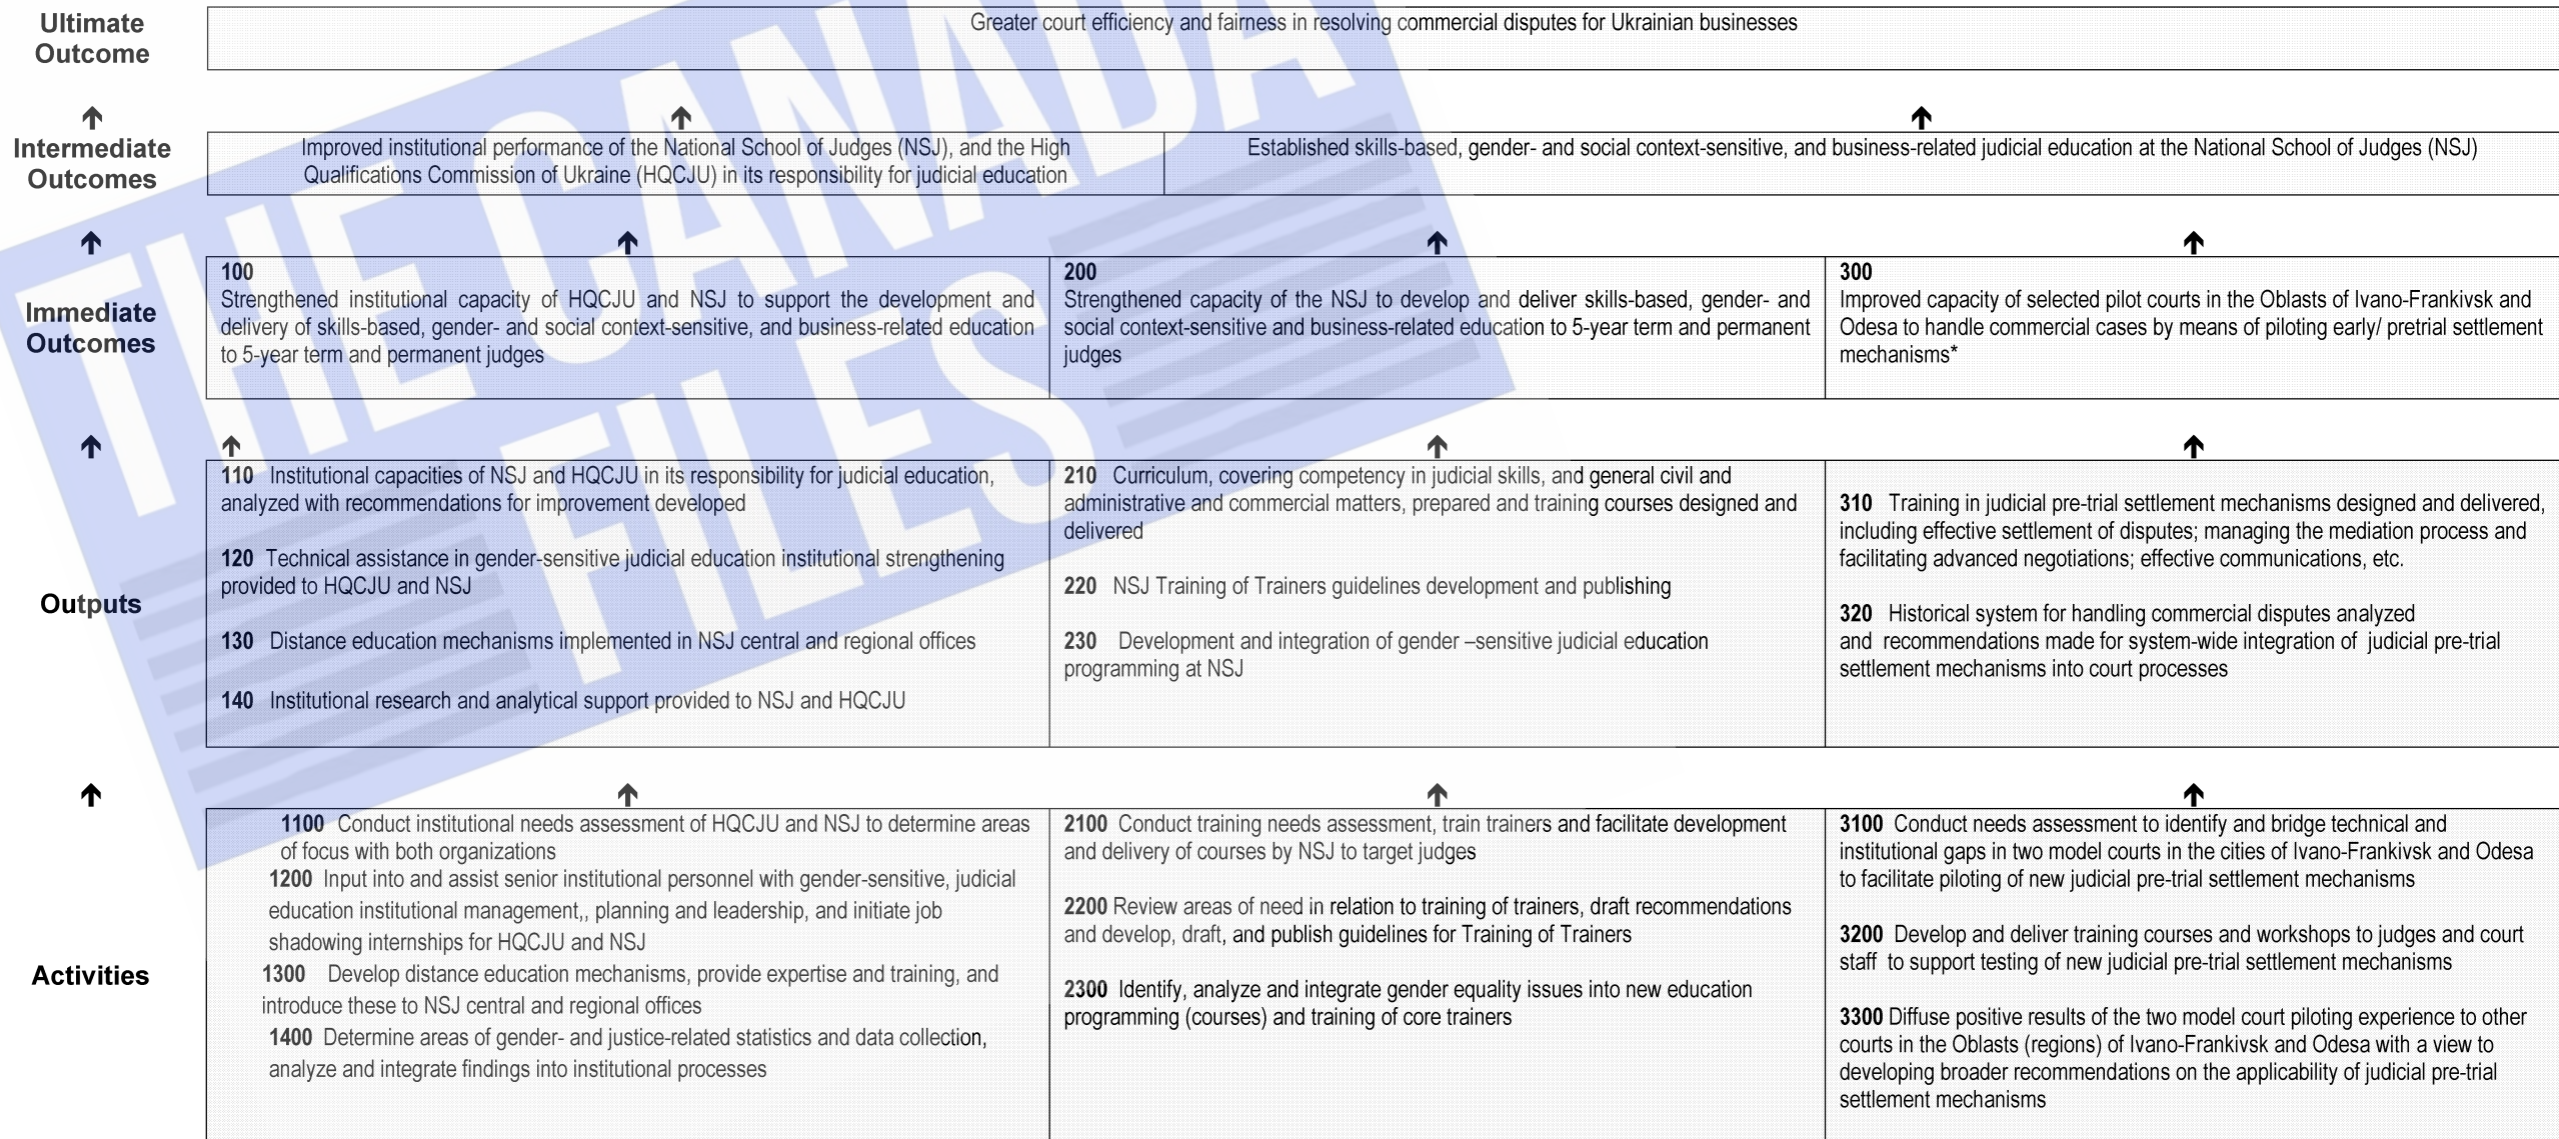 Ultimate
Outcome
Greater court efficiency and fairness in resolving commercial disputes for Ukrainian businesses
Intermediate
Outcomes
Improved institutional performance of the National School of Judges (NSJ), and the High
Qualifications Commission of Ukraine (HQCJU) in its responsibility for judicial education
Established skills-based, gender- and social context-sensitive, and business-related judicial education at the National School of Judges (NSJ)
Immediate
Outcomes
100
Strengthened institutional capacity of HQCJU and NSJ to support the development and
delivery of skills-based, gender- and social context-sensitive, and business-related education
to 5-year term and permanent judges
200
Strengthened capacity of the NSJ to develop and deliver skills-based, gender- and
social context-sensitive and business-related education to 5-year term and permanent
judges
300
Improved capacity of selected pilot courts in the Oblasts of Ivano-Frankivsk and
Odesa to handle commercial cases by means of piloting early/ pretrial settlement
mechanisms*
Outputs
110 Institutional capacities of NSJ and HQCJU in its responsibility for judicial education,
analyzed with recommendations for improvement developed
120 Technical assistance in gender-sensitive judicial education institutional strengthening
provided to HQCJU and NSJ
130 Distance education mechanisms implemented in NSJ central and regional offices
140 Institutional research and analytical support provided to NSJ and HQCJU
210 Curriculum, covering competency in judicial skills, and general civil and
administrative and commercial matters, prepared and training courses designed and
delivered
220 NSJ Training of Trainers guidelines development and publishing
230 Development and integration of gender –sensitive judicial education
programming at NSJ
310 Training in judicial pre-trial settlement mechanisms designed and delivered,
including effective settlement of disputes; managing the mediation process and
facilitating advanced negotiations; effective communications, etc.
320 Historical system for handling commercial disputes analyzed
and recommendations made for system-wide integration of judicial pre-trial
settlement mechanisms into court processes
Activities
1100 Conduct institutional needs assessment of HQCJU and NSJ to determine areas
of focus with both organizations
1200 Input into and assist senior institutional personnel with gender-sensitive, judicial
education institutional management,, planning and leadership, and initiate job
shadowing internships for HQCJU and NSJ
1300 Develop distance education mechanisms, provide expertise and training, and
introduce these to NSJ central and regional offices
1400 Determine areas of gender- and justice-related statistics and data collection,
analyze and integrate findings into institutional processes
2100 Conduct training needs assessment, train trainers and facilitate development
and delivery of courses by NSJ to target judges
2200 Review areas of need in relation to training of trainers, draft recommendations
and develop, draft, and publish guidelines for Training of Trainers
2300 Identify, analyze and integrate gender equality issues into new education
programming (courses) and training of core trainers
3100 Conduct needs assessment to identify and bridge technical and
institutional gaps in two model courts in the cities of Ivano-Frankivsk and Odesa
to facilitate piloting of new judicial pre-trial settlement mechanisms
3200 Develop and deliver training courses and workshops to judges and court
staff to support testing of new judicial pre-trial settlement mechanisms
3300 Diffuse positive results of the two model court piloting experience to other
courts in the Oblasts (regions) of Ivano-Frankivsk and Odesa with a view to
developing broader recommendations on the applicability of judicial pre-trial
settlement mechanisms
THE CANADA
FILES